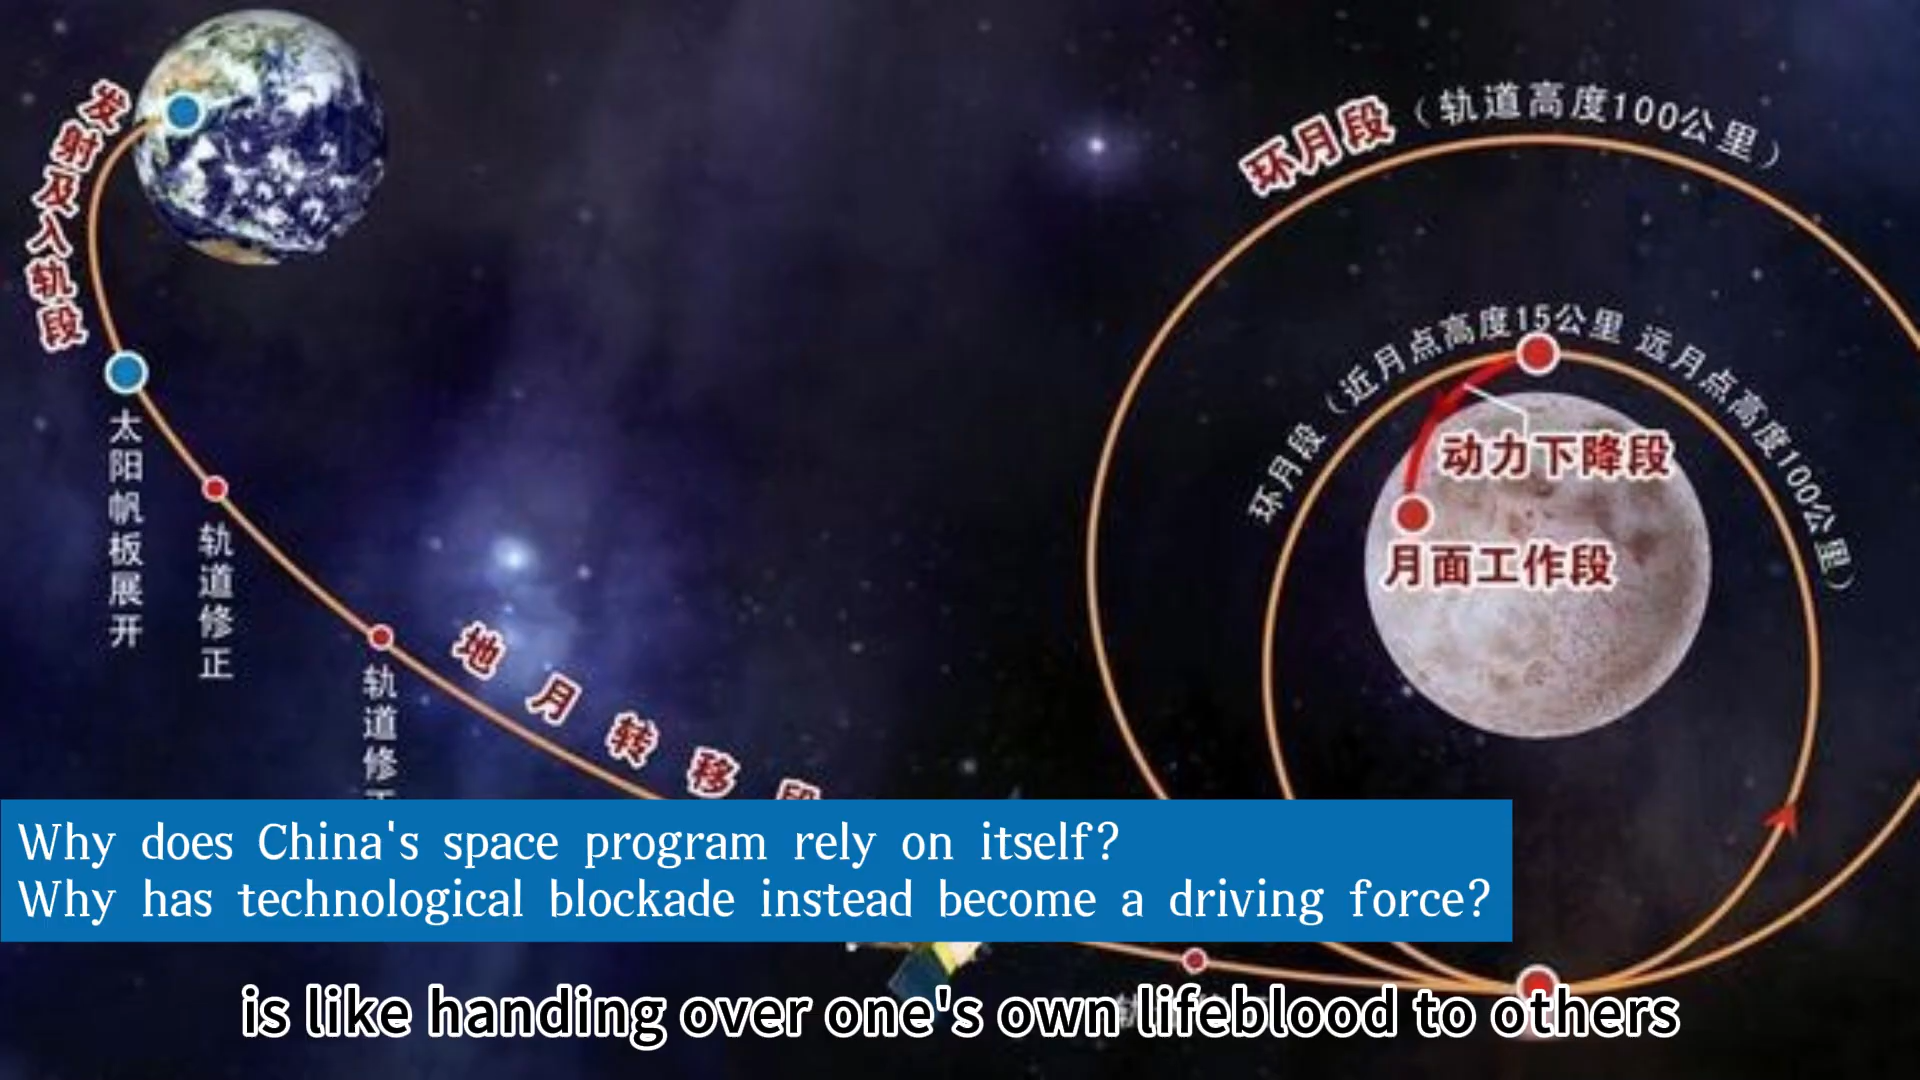 发射及入轨段
太阳帆板展开
轨道修正
轨道修正
地月转移段
环月段（轨道高度100公里）
环月段（近月点高度15公里 远月点高度100公里）
动力下降段
月面工作段
Why does China's space program rely on itself?
Why has technological blockade instead become a driving force?
is like handing over one's own lifeblood to others